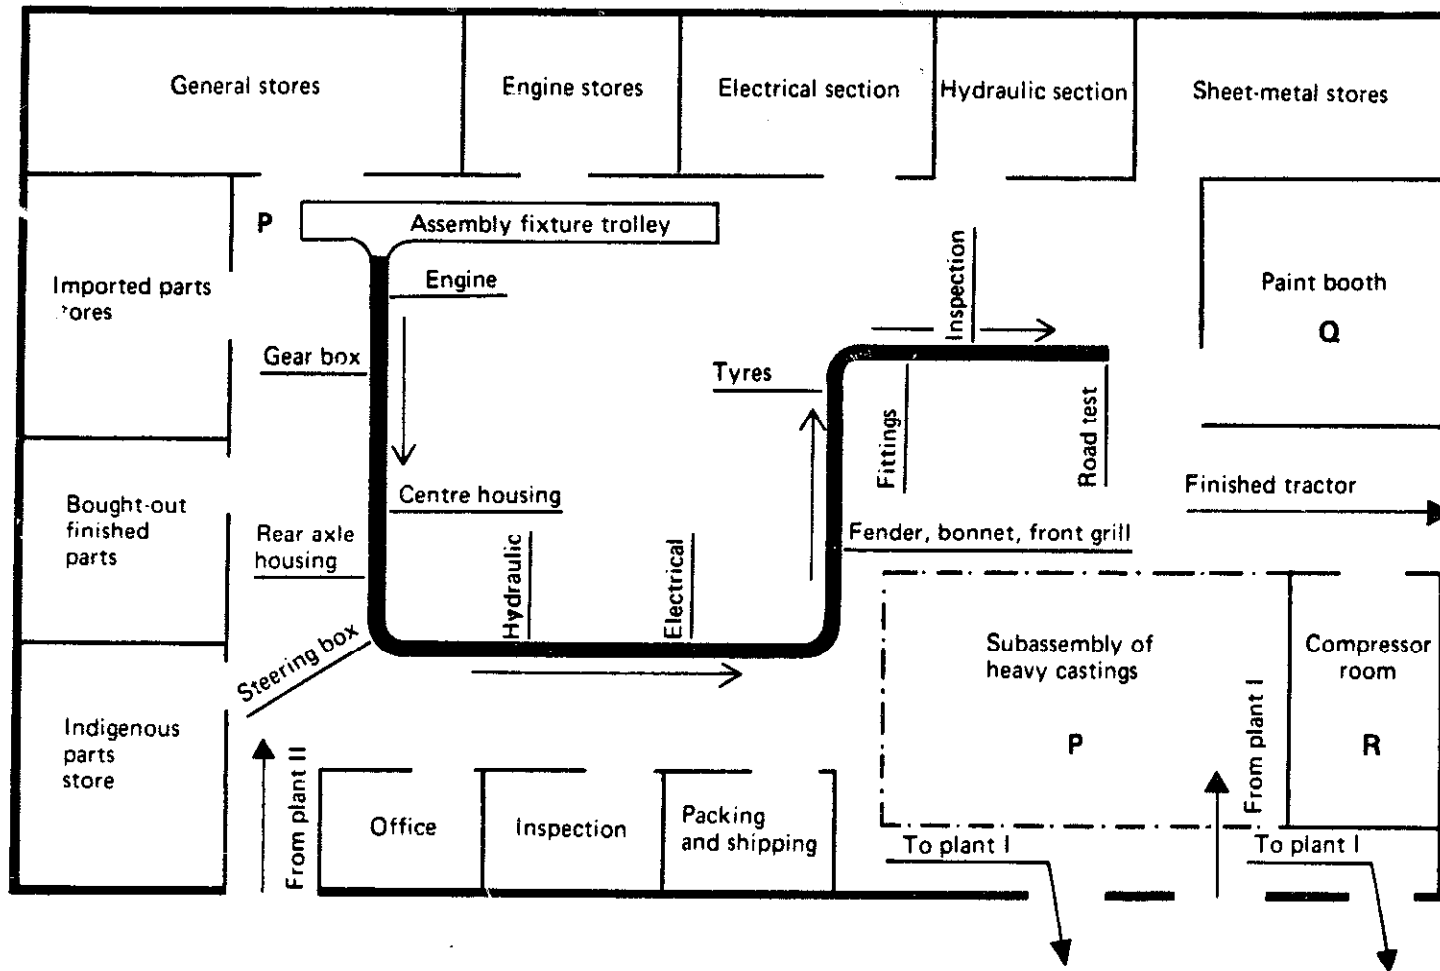 General stores
Engine stores
Electrical section
Hydraulic section
Sheet-metal stores
P
Assembly fixture trolley
Engine
Inspection
Imported parts
tores
Paint booth
Q
Gear box
Tyres
Fittings
Road test
Centre housing
Bought-out
finished
parts
Rear axle
housing
Hydraulic
Electrical
Fender, bonnet, front grill
Finished tractor
Steering box
Subassembly of
heavy castings
P
Compressor
room
R
Indigenous
parts
store
From plant II
From plant I
Office
Inspection
Packing
and shipping
To plant I
To plant I